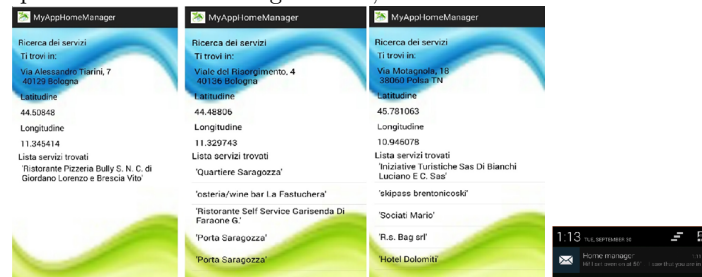 MyAppHomeManager
Ricerca dei servizi
Ti trovi in:
Via Alessandro Tiarini, 7
40129 Bologna
Latitudine
44.50848
Longitudine
11.345414
Lista servizi trovati
'Ristorante Pizzeria Bully S. N. C. di
Giordano Lorenzo e Brescia Vito'
MyAppHomeManager
Ricerca dei servizi
Ti trovi in:
Viale del Risorgimento, 4
40136 Bologna
Latitudine
44.48806
Longitudine
11.329743
Lista servizi trovati
'Quartiere Saragozza'
'osteria/wine bar La Fastuchera'
'Ristorante Self Service Garisenda Di
Faraone G.'
'Porta Saragozza'
'Porta Saragozza'
MyAppHomeManager
Ricerca dei servizi
Ti trovi in:
Via Motagnola, 18
38060 Polsa TN
Latitudine
45.781063
Longitudine
10.946078
Lista servizi trovati
'Iniziative Turistiche Sas Di Bianchi
Luciano E C. Sas'
'skipass brentonicoski'
'Sociati Mario'
'R.s. Bag srl'
'Hotel Dolomiti'
1:13 TUE, SEPTEMBER 30
Home manager